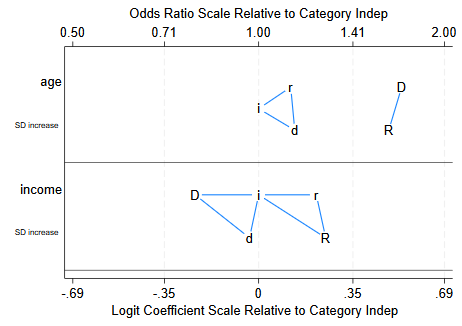 Odds Ratio Scale Relative to Category Indep
0.50 0.71 1.00 1.41 2.00
age r D
i
SD increase d R
income D i r
SD increase d R
-.69 -.35 0 .35 .69
Logit Coefficient Scale Relative to Category Indep